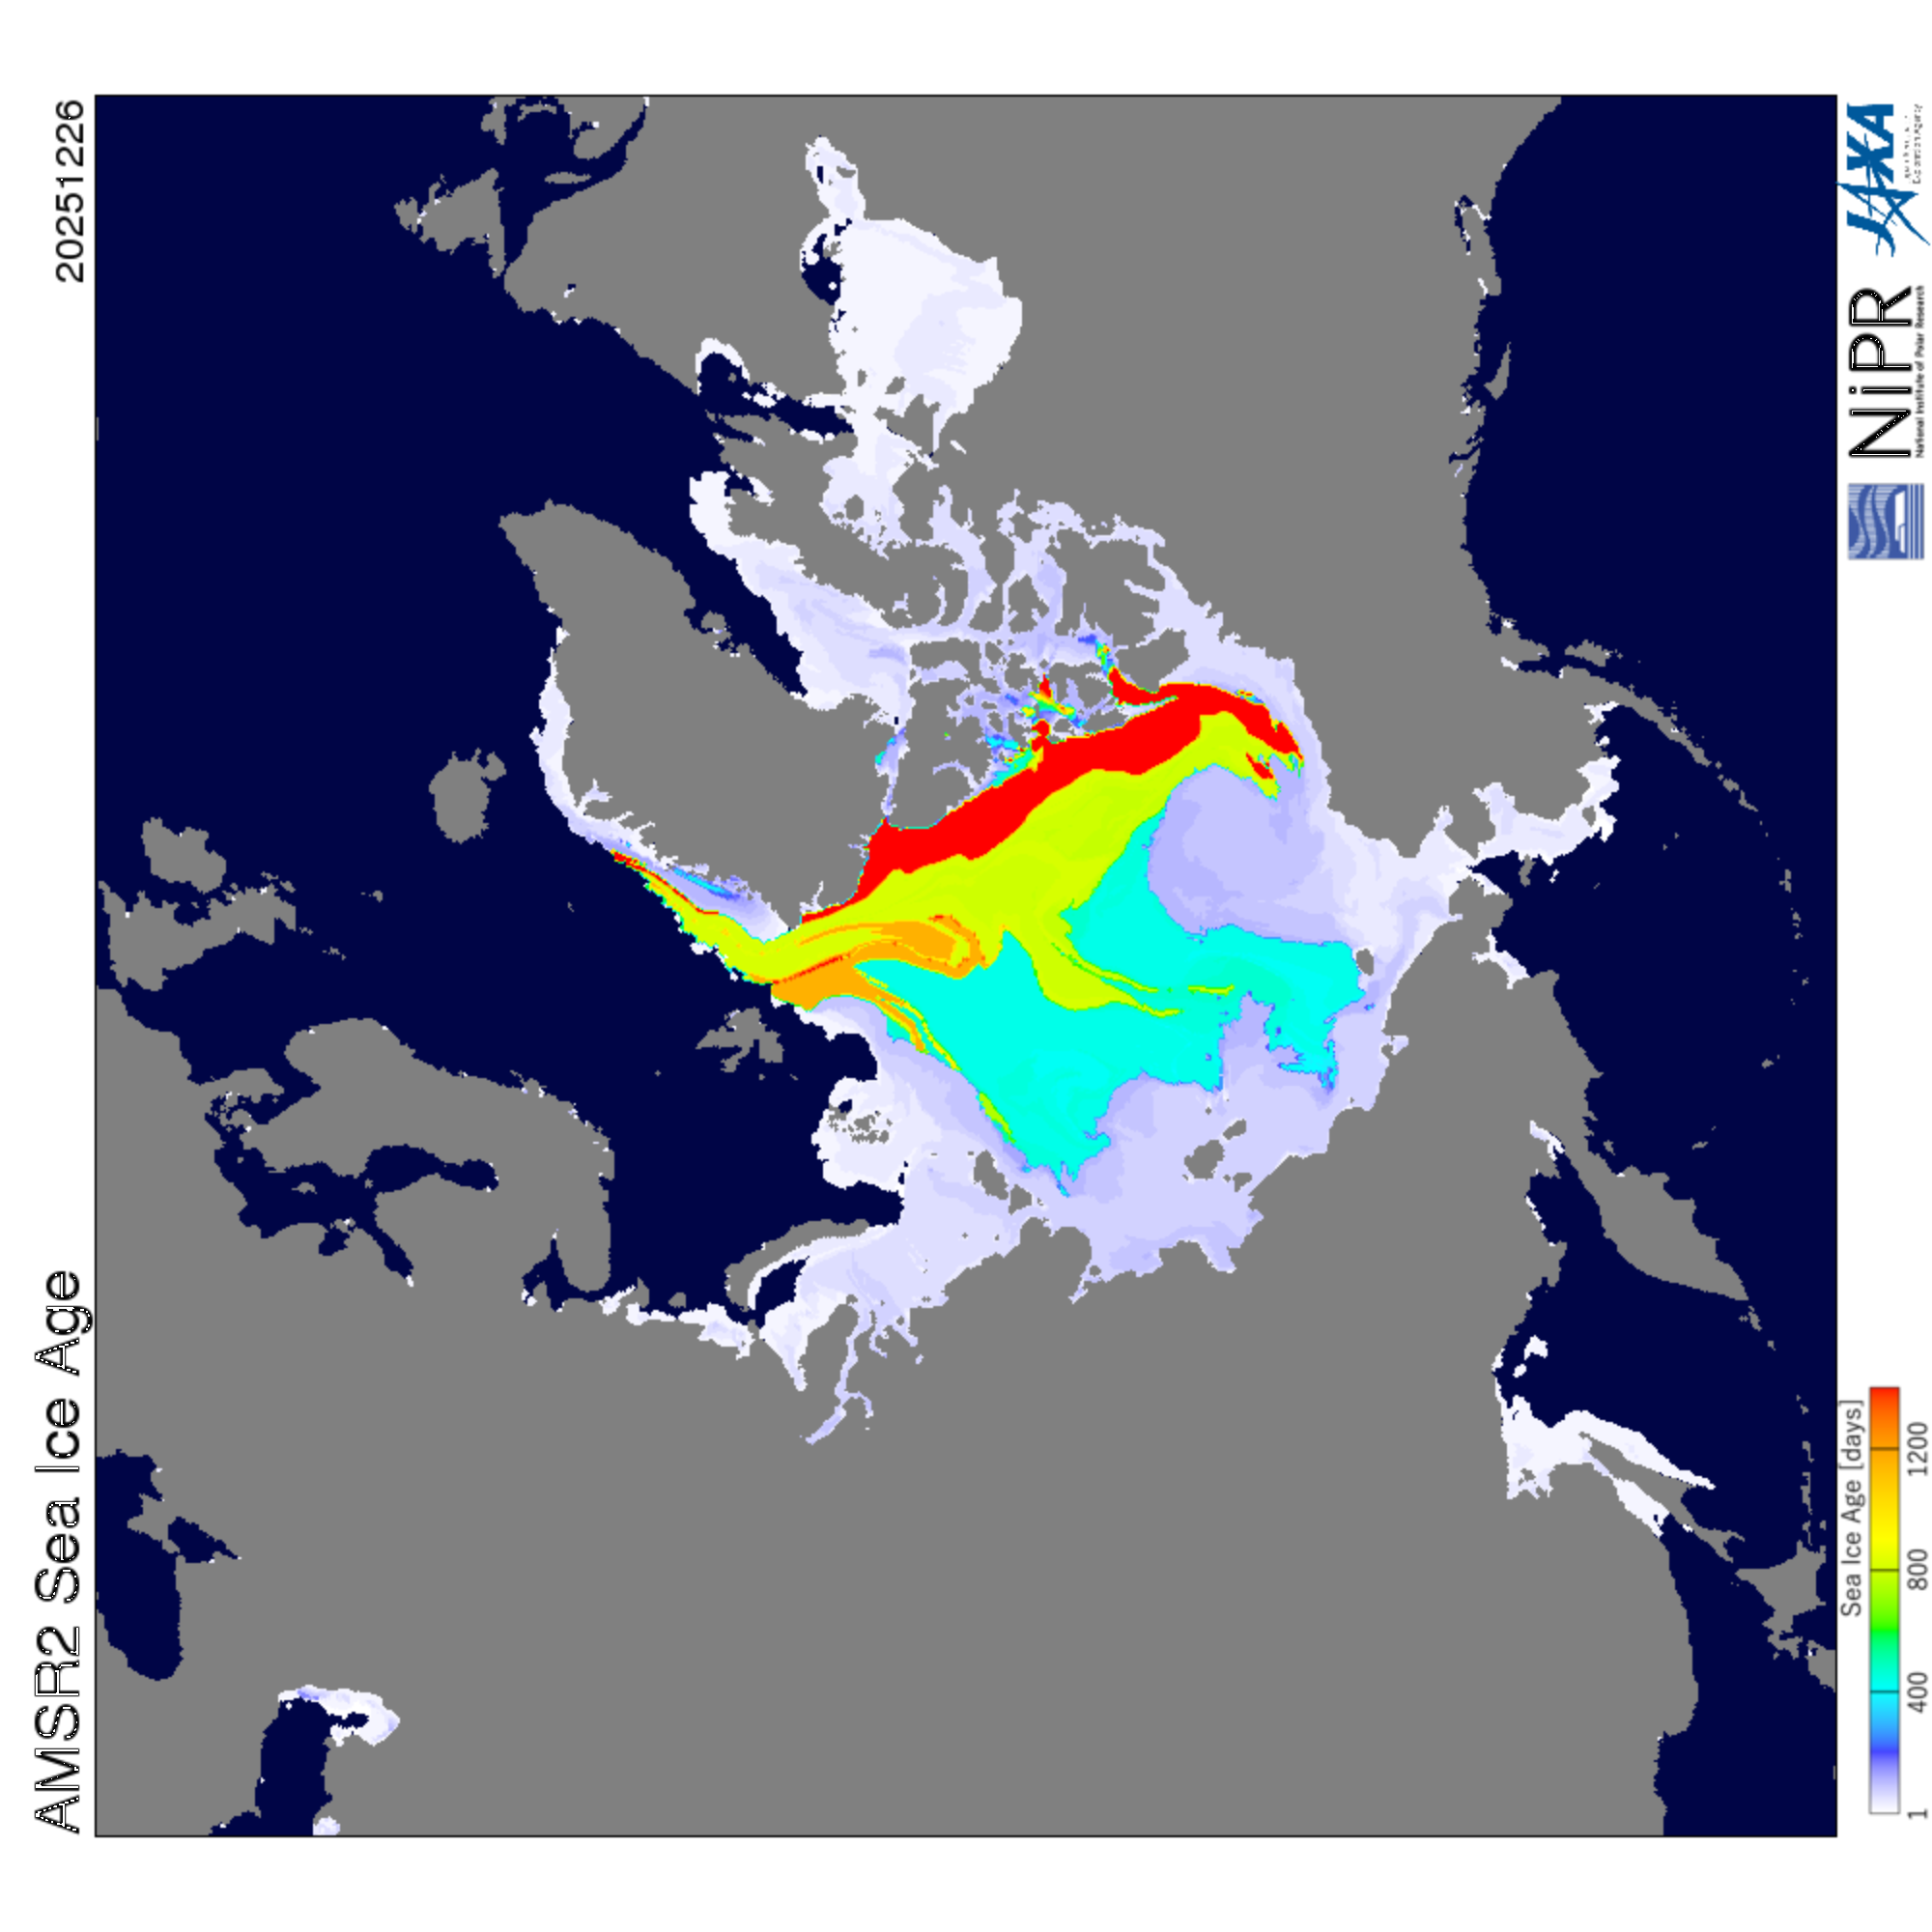 AMSR2 Sea Ice Age
20251226
Sea Ice Age [days]
1 400 800 1200
NiPR
National Institute of Polar Research
JAXA